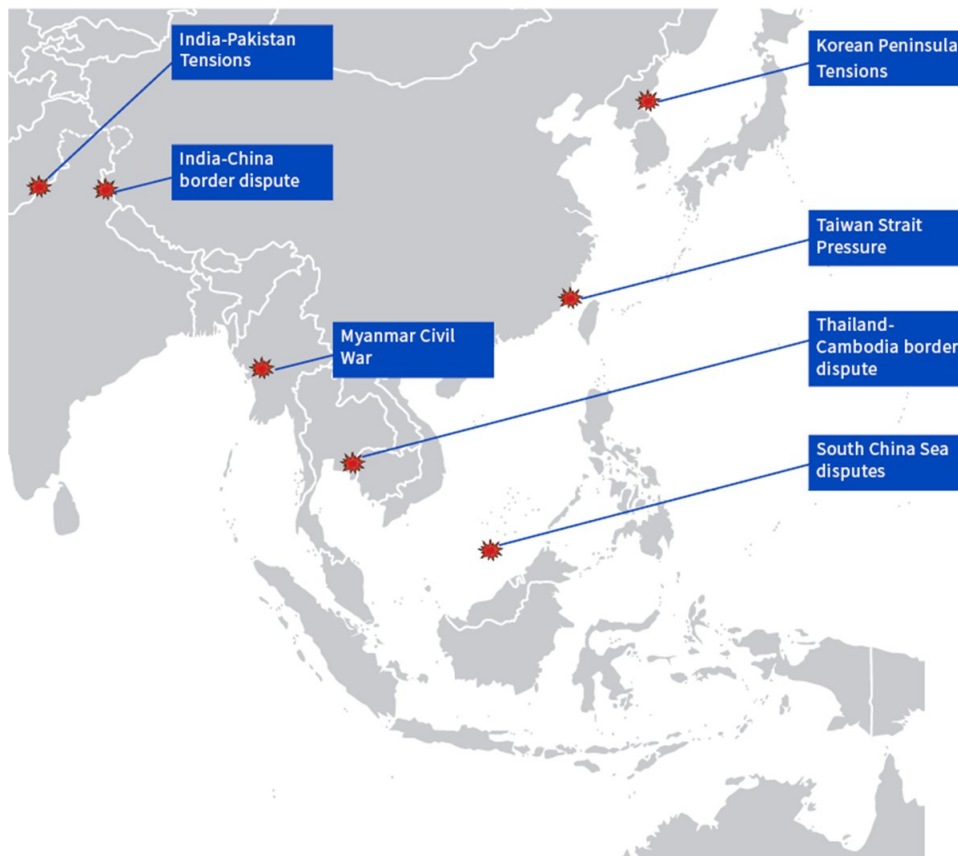 India-Pakistan
Tensions
Korean Peninsula
Tensions
India-China
border dispute
Taiwan Strait
Pressure
Myanmar Civil
War
Thailand-
Cambodia border
dispute
South China Sea
disputes